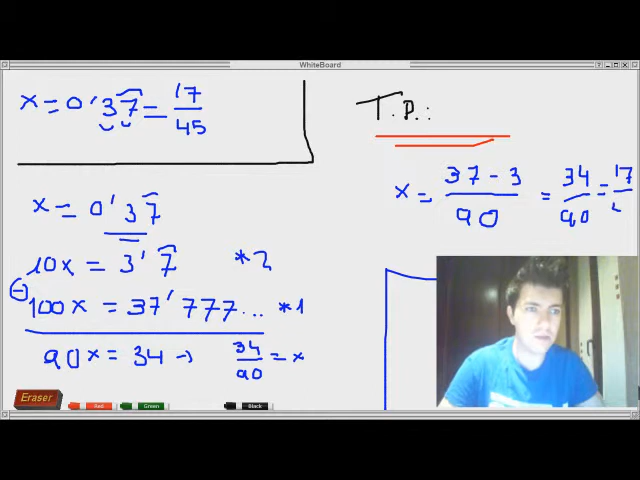 WhiteBoard
x = 0'37 = 17/45
T.P.:
x = 37-3/90 = 34/90 = 17/
x = 0'37
10x = 3'7 *2
- 100x = 37'777... *1
90x = 34 → 34/90 = x
Eraser Red Green Black